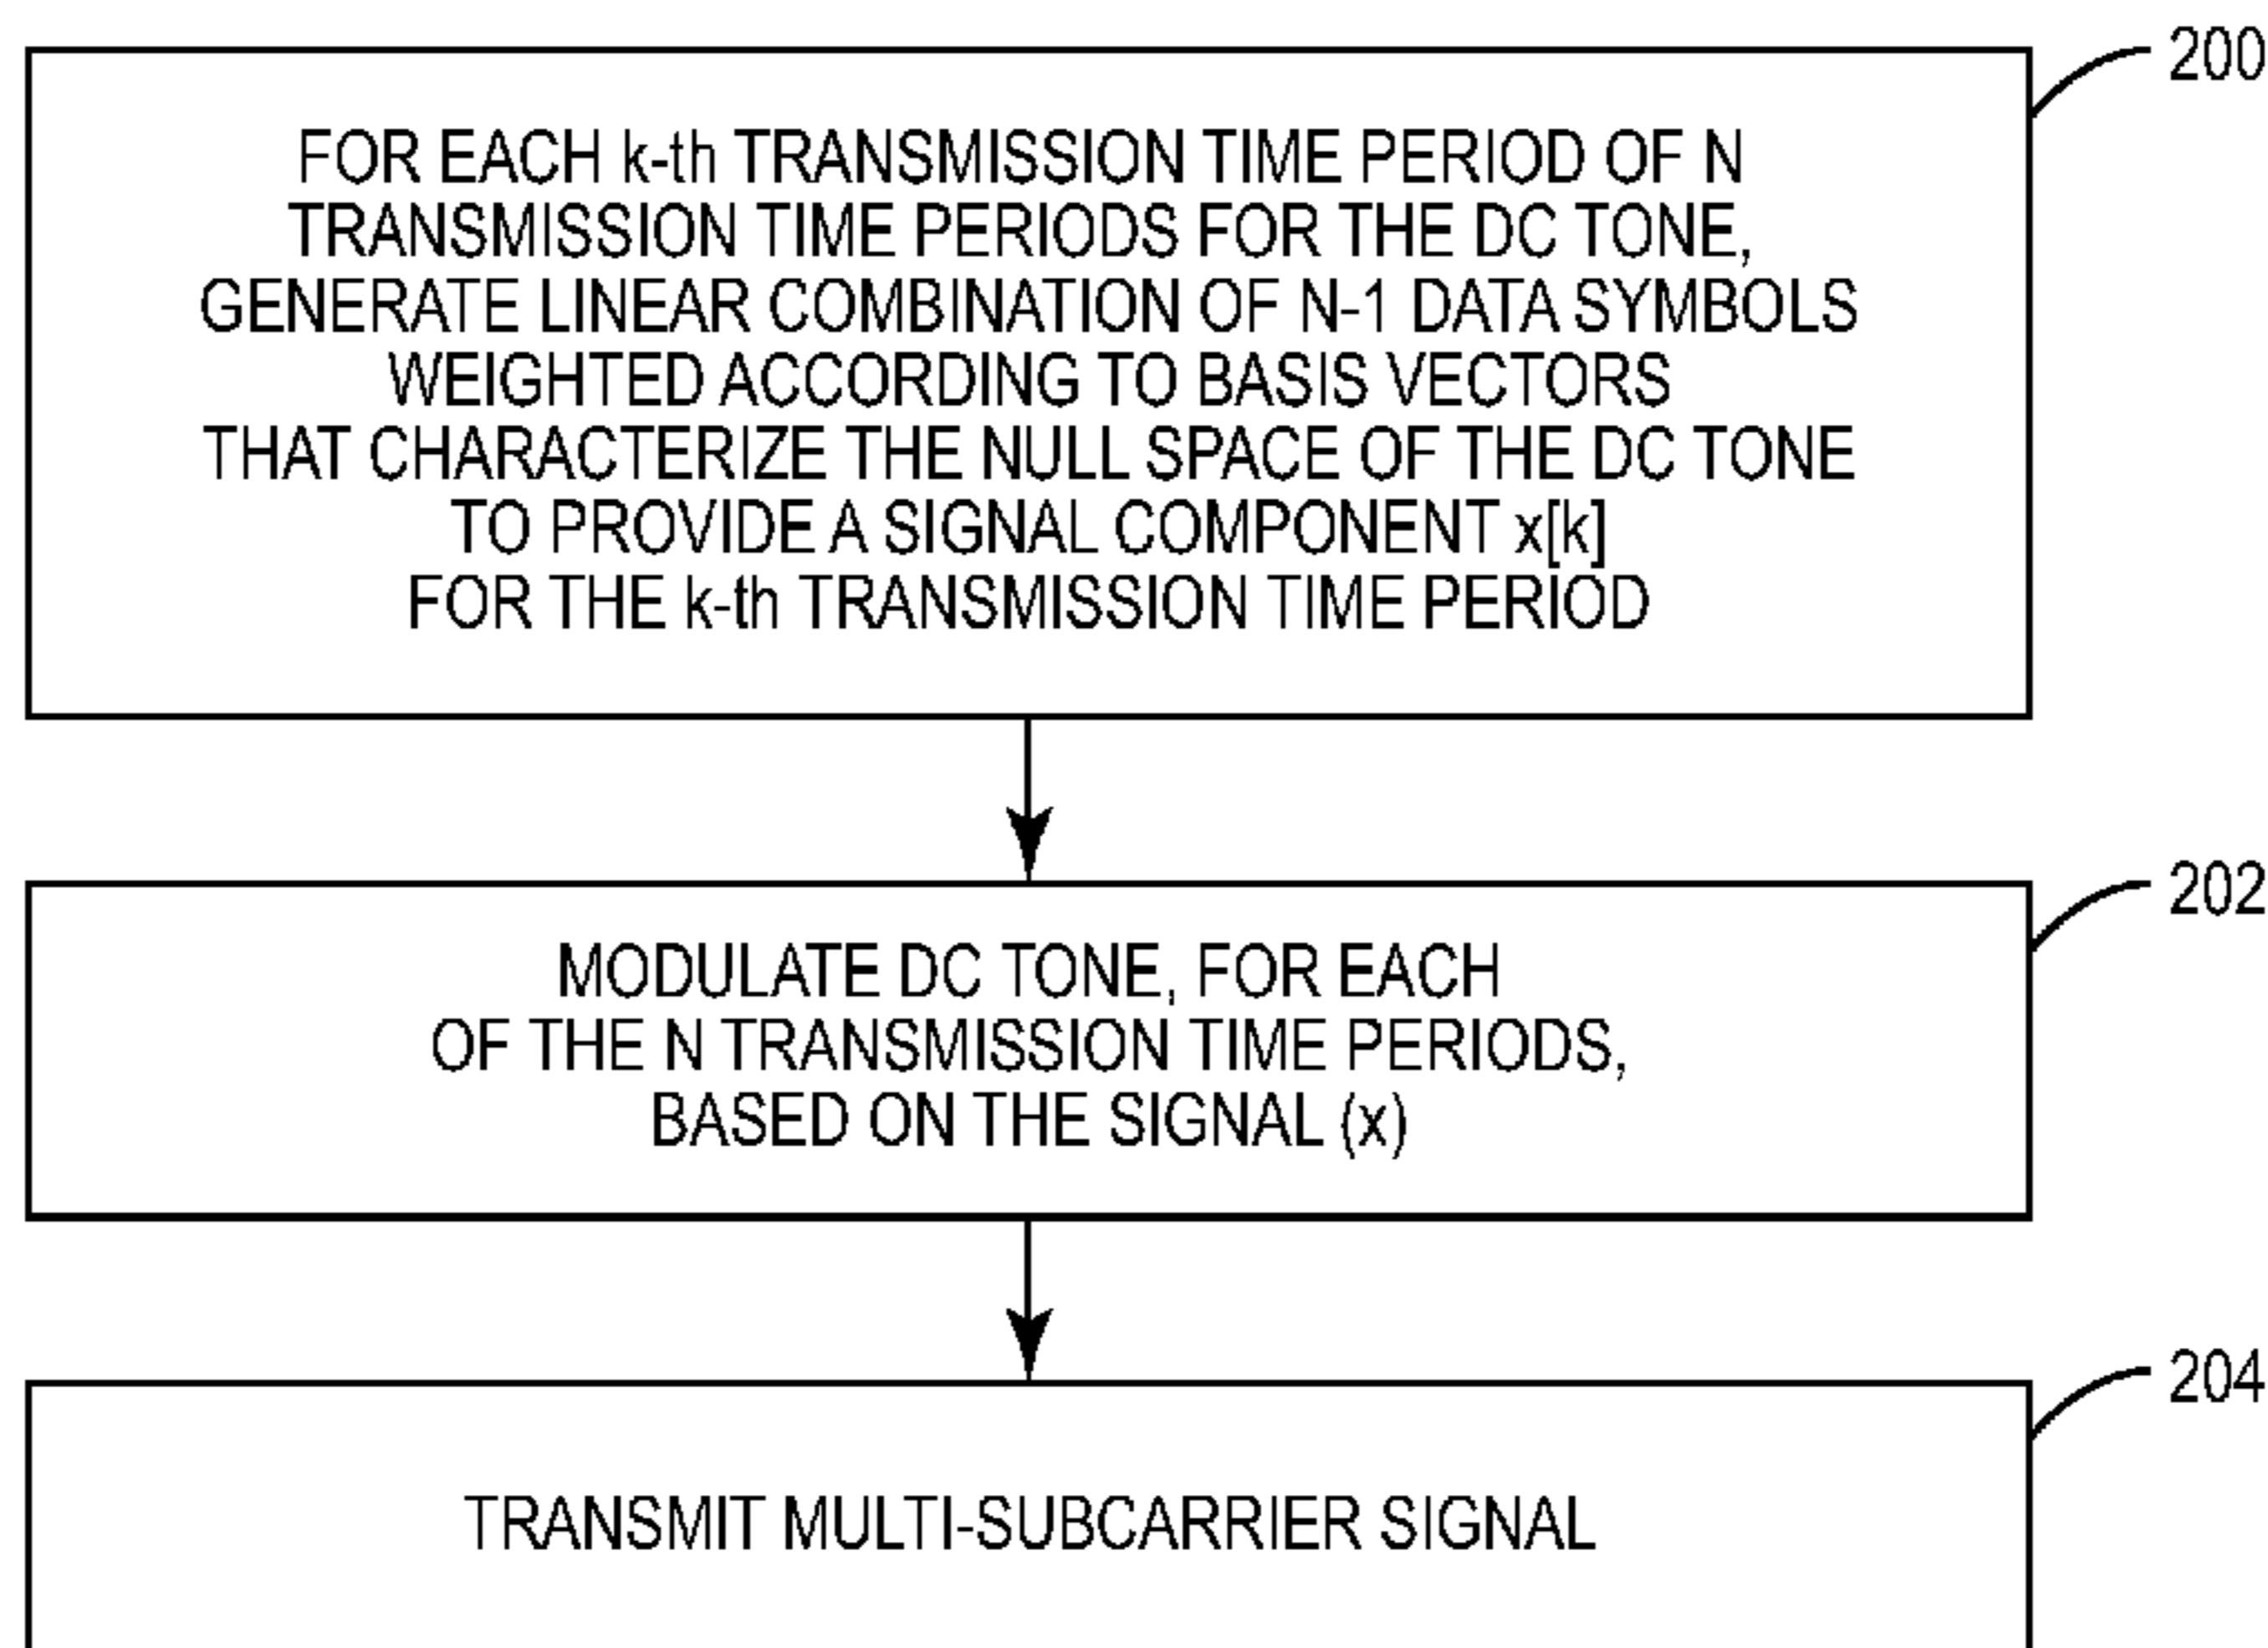 200
FOR EACH k-th TRANSMISSION TIME PERIOD OF N
TRANSMISSION TIME PERIODS FOR THE DC TONE,
GENERATE LINEAR COMBINATION OF N-1 DATA SYMBOLS
WEIGHTED ACCORDING TO BASIS VECTORS
THAT CHARACTERIZE THE NULL SPACE OF THE DC TONE
TO PROVIDE A SIGNAL COMPONENT x[k]
FOR THE k-th TRANSMISSION TIME PERIOD
202
MODULATE DC TONE, FOR EACH
OF THE N TRANSMISSION TIME PERIODS,
BASED ON THE SIGNAL (x)
204
TRANSMIT MULTI-SUBCARRIER SIGNAL